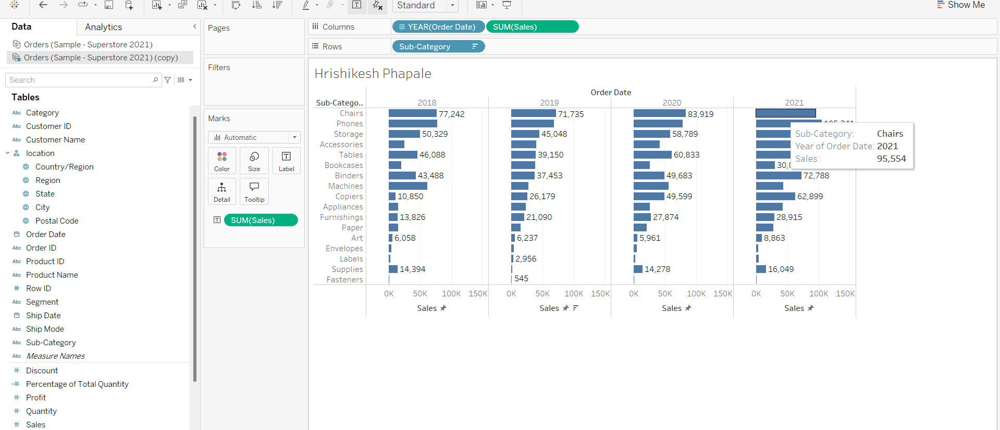 Standard
Show Me
Data
Analytics
Orders (Sample - Superstore 2021)
Orders (Sample - Superstore 2021) (copy)
Search
Tables
Abc Category
Abc Customer ID
Abc Customer Name
location
Country/Region
Region
State
City
Postal Code
Order Date
Abc Order ID
Abc Product ID
Abc Product Name
# Row ID
Abc Segment
Ship Date
Abc Ship Mode
Abc Sub-Category
Abc Measure Names
# Discount
=# Percentage of Total Quantity
# Profit
# Quantity
# Sales
Pages
Filters
Marks
Automatic
Color Size Label
Detail Tooltip
SUM(Sales)
Columns YEAR(Order Date) SUM(Sales)
Rows Sub-Category
Hrishikesh Phapale
Order Date
Sub-Catego.. 2018 2019 2020 2021
Chairs 77,242 71,735 83,919
Phones
Storage 50,329 45,048 58,789
Accessories
Tables 46,088 39,150 60,833
Bookcases
Binders 43,488 37,453 49,683 72,788
Machines
Copiers 10,850 26,179 49,599 62,899
Appliances
Furnishings 13,826 21,090 27,874 28,915
Paper
Art 6,058 6,237 5,961 8,863
Envelopes
Labels 2,956
Supplies 14,394 14,278 16,049
Fasteners 545
0K 50K 100K 150K 0K 50K 100K 150K 0K 50K 100K 150K 0K 50K 100K 150K
Sales Sales Sales Sales
Sub-Category: Chairs
Year of Order Date: 2021
Sales: 95,554